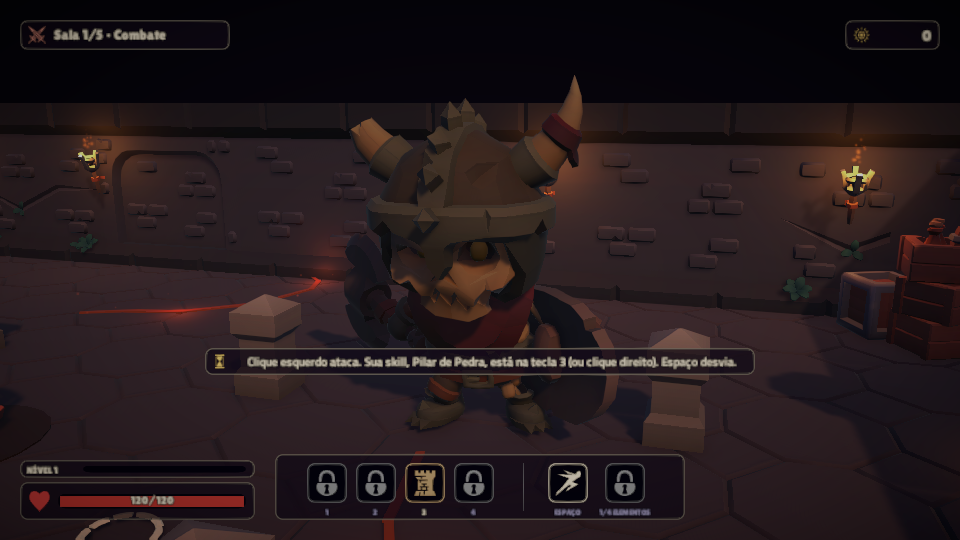 Sala 1/5 - Combate
0
Clique esquerdo ataca. Sua skill, Pilar de Pedra, está na tecla 3 (ou clique direito). Espaço desvia.
NÍVEL 1
120/120
1 2 3 4 ESPAÇO 1/4 ELEMENTOS